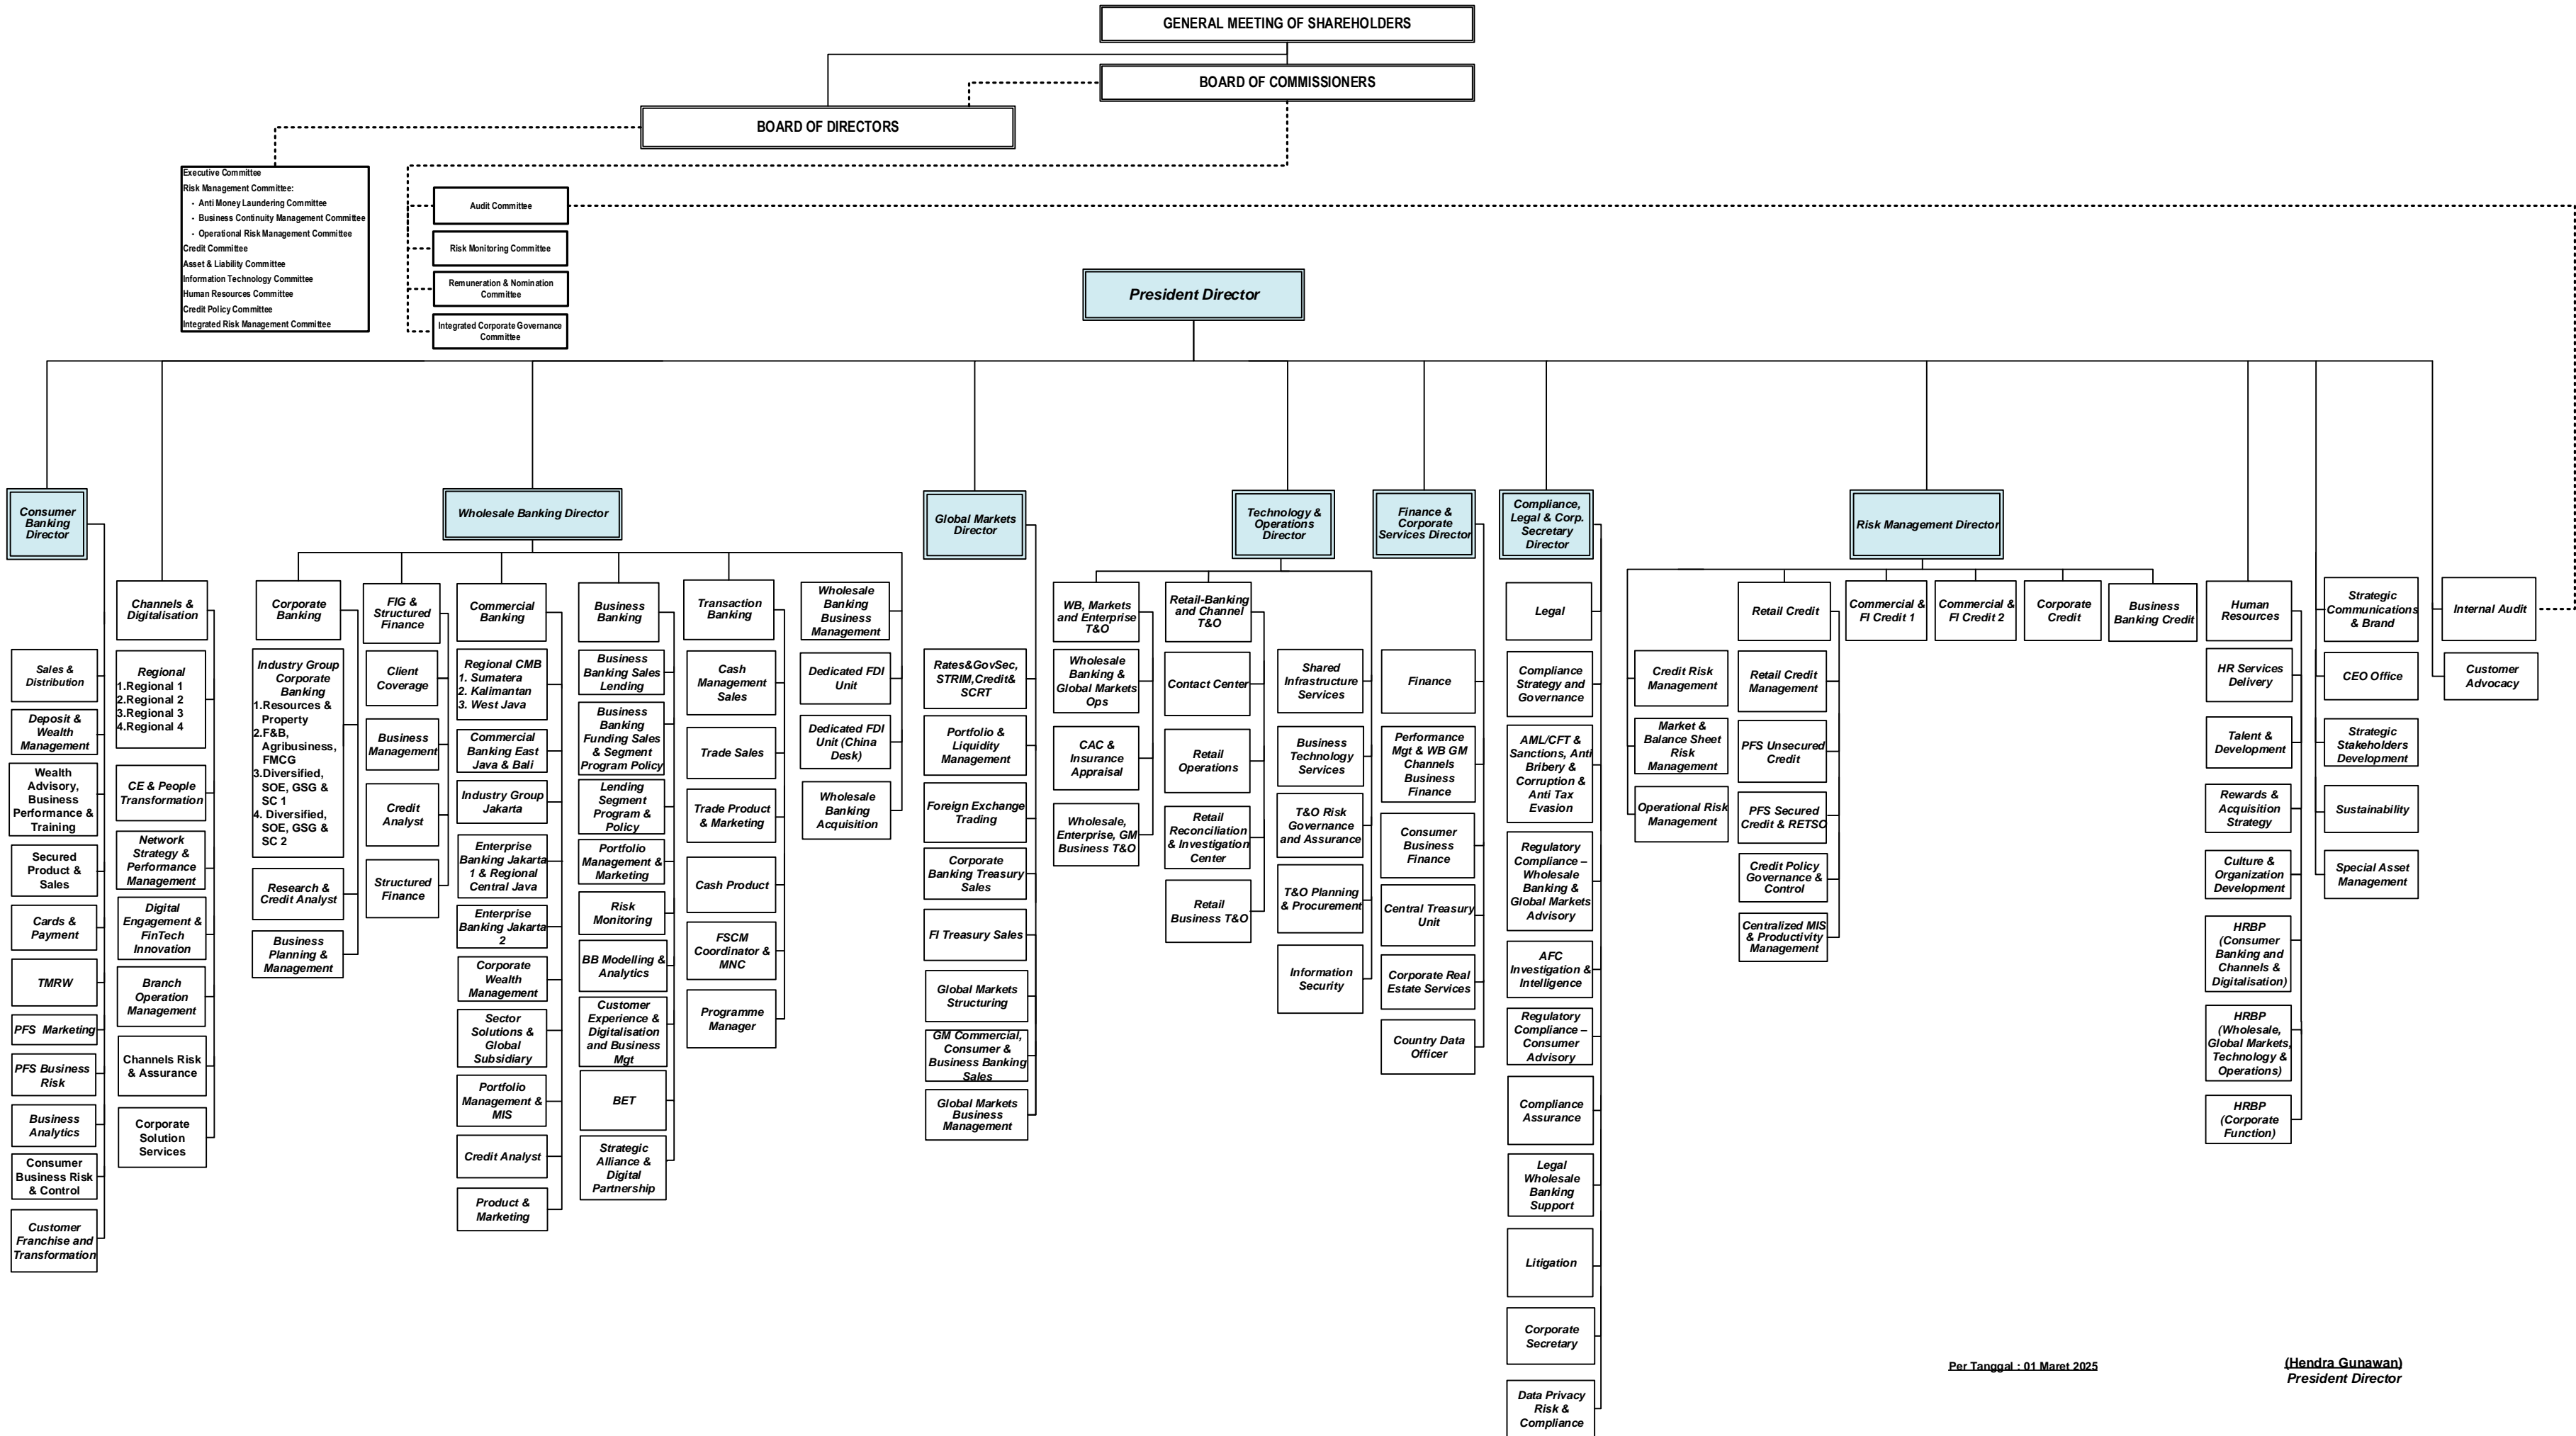 GENERAL MEETING OF SHAREHOLDERS
BOARD OF COMMISSIONERS
BOARD OF DIRECTORS
Executive Committee
Risk Management Committee:
- Anti Money Laundering Committee
- Business Continuity Management Committee
- Operational Risk Management Committee
Credit Committee
Asset & Liability Committee
Information Technology Committee
Human Resources Committee
Credit Policy Committee
Integrated Risk Management Committee
Audit Committee
Risk Monitoring Committee
Remuneration & Nomination
Committee
Integrated Corporate Governance
Committee
President Director
Consumer
Banking
Director
Sales &
Distribution
Deposit &
Wealth
Management
Wealth
Advisory,
Business
Performance &
Training
Secured
Product &
Sales
Cards &
Payment
TMRW
PFS Marketing
PFS Business
Risk
Business
Analytics
Consumer
Business Risk
& Control
Customer
Franchise and
Transformation
Channels &
Digitalisation
Regional
1.Regional 1
2.Regional 2
3.Regional 3
4.Regional 4
CE & People
Transformation
Network
Strategy &
Performance
Management
Digital
Engagement &
FinTech
Innovation
Branch
Operation
Management
Channels Risk
& Assurance
Corporate
Solution
Services
Wholesale Banking Director
Corporate
Banking
Industry Group
Corporate
Banking
1.Resources &
Property
2.F&B,
Agribusiness,
FMCG
3.Diversified,
SOE, GSG &
SC 1
4. Diversified,
SOE, GSG &
SC 2
Research &
Credit Analyst
Business
Planning &
Management
FIG &
Structured
Finance
Client
Coverage
Business
Management
Credit
Analyst
Structured
Finance
Commercial
Banking
Regional CMB
1. Sumatera
2. Kalimantan
3. West Java
Commercial
Banking East
Java & Bali
Industry Group
Jakarta
Enterprise
Banking Jakarta
1 & Regional
Central Java
Enterprise
Banking Jakarta
2
Corporate
Wealth
Management
Sector
Solutions &
Global
Subsidiary
Portfolio
Management &
MIS
Credit Analyst
Product &
Marketing
Business
Banking
Business
Banking Sales
Lending
Business
Banking
Funding Sales
& Segment
Program Policy
Lending
Segment
Program &
Policy
Portfolio
Management &
Marketing
Risk
Monitoring
BB Modelling &
Analytics
Customer
Experience &
Digitalisation
and Business
Mgt
BET
Strategic
Alliance &
Digital
Partnership
Transaction
Banking
Cash
Management
Sales
Trade Sales
Trade Product
& Marketing
Cash Product
FSCM
Coordinator &
MNC
Programme
Manager
Wholesale
Banking
Business
Management
Dedicated FDI
Unit
Dedicated FDI
Unit (China
Desk)
Wholesale
Banking
Acquisition
Global Markets
Director
Rates&GovSec,
STRIM,Credit&
SCRT
Portfolio &
Liquidity
Management
Foreign Exchange
Trading
Corporate
Banking Treasury
Sales
FI Treasury Sales
Global Markets
Structuring
GM Commercial,
Consumer &
Business Banking
Sales
Global Markets
Business
Management
Technology &
Operations
Director
WB, Markets
and Enterprise
T&O
Wholesale
Banking &
Global Markets
Ops
CAC &
Insurance
Appraisal
Wholesale,
Enterprise, GM
Business T&O
Retail-Banking
and Channel
T&O
Contact Center
Retail
Operations
Retail
Reconciliation
& Investigation
Center
Retail
Business T&O
Shared
Infrastructure
Services
Business
Technology
Services
T&O Risk
Governance
and Assurance
T&O Planning
& Procurement
Information
Security
Finance &
Corporate
Services Director
Finance
Performance
Mgt & WB GM
Channels
Business
Finance
Consumer
Business
Finance
Central Treasury
Unit
Corporate Real
Estate Services
Country Data
Officer
Compliance,
Legal & Corp.
Secretary
Director
Legal
Compliance
Strategy and
Governance
AML/CFT &
Sanctions, Anti
Bribery &
Corruption &
Anti Tax
Evasion
Regulatory
Compliance –
Wholesale
Banking &
Global Markets
Advisory
AFC
Investigation &
Intelligence
Regulatory
Compliance –
Consumer
Advisory
Compliance
Assurance
Legal
Wholesale
Banking
Support
Litigation
Corporate
Secretary
Data Privacy
Risk &
Compliance
Risk Management Director
Credit Risk
Management
Market &
Balance Sheet
Risk
Management
Operational Risk
Management
Retail Credit
Retail Credit
Management
PFS Unsecured
Credit
PFS Secured
Credit & RETSO
Credit Policy
Governance &
Control
Centralized MIS
& Productivity
Management
Commercial &
FI Credit 1
Commercial &
FI Credit 2
Corporate
Credit
Business
Banking Credit
Human
Resources
HR Services
Delivery
Talent &
Development
Rewards &
Acquisition
Strategy
Culture &
Organization
Development
HRBP
(Consumer
Banking and
Channels &
Digitalisation)
HRBP
(Wholesale,
Global Markets,
Technology &
Operations)
HRBP
(Corporate
Function)
Strategic
Communications
& Brand
CEO Office
Strategic
Stakeholders
Development
Sustainability
Special Asset
Management
Internal Audit
Customer
Advocacy
Per Tanggal : 01 Maret 2025
(Hendra Gunawan)
President Director